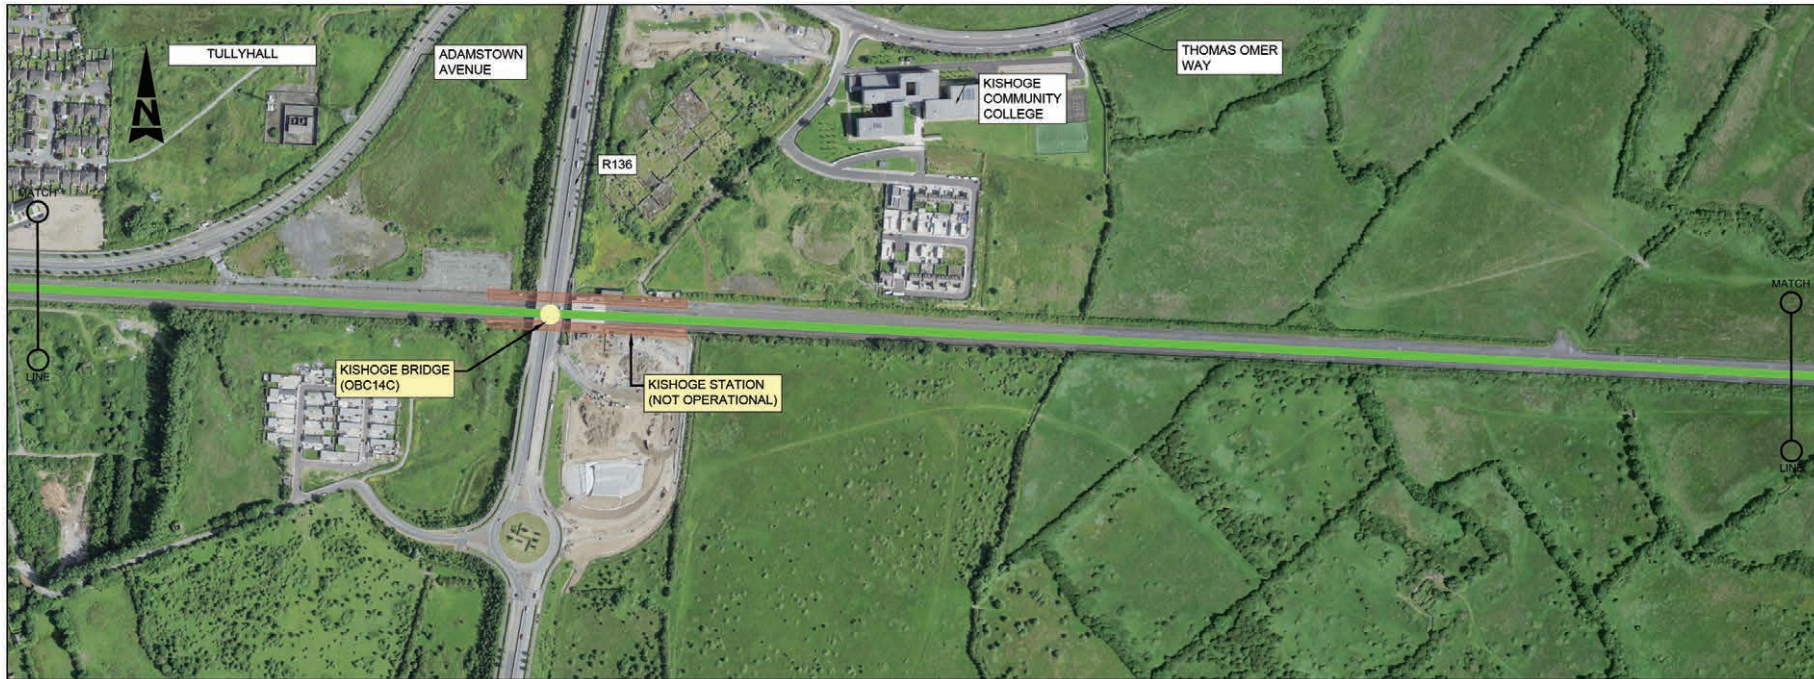 TULLYHALL
ADAMSTOWN
AVENUE
THOMAS OMER
WAY
KISHOGE
COMMUNITY
COLLEGE
N
R136
MATCH
LINE
MATCH
LINE
KISHOGE BRIDGE
(OBC14C)
KISHOGE STATION
(NOT OPERATIONAL)